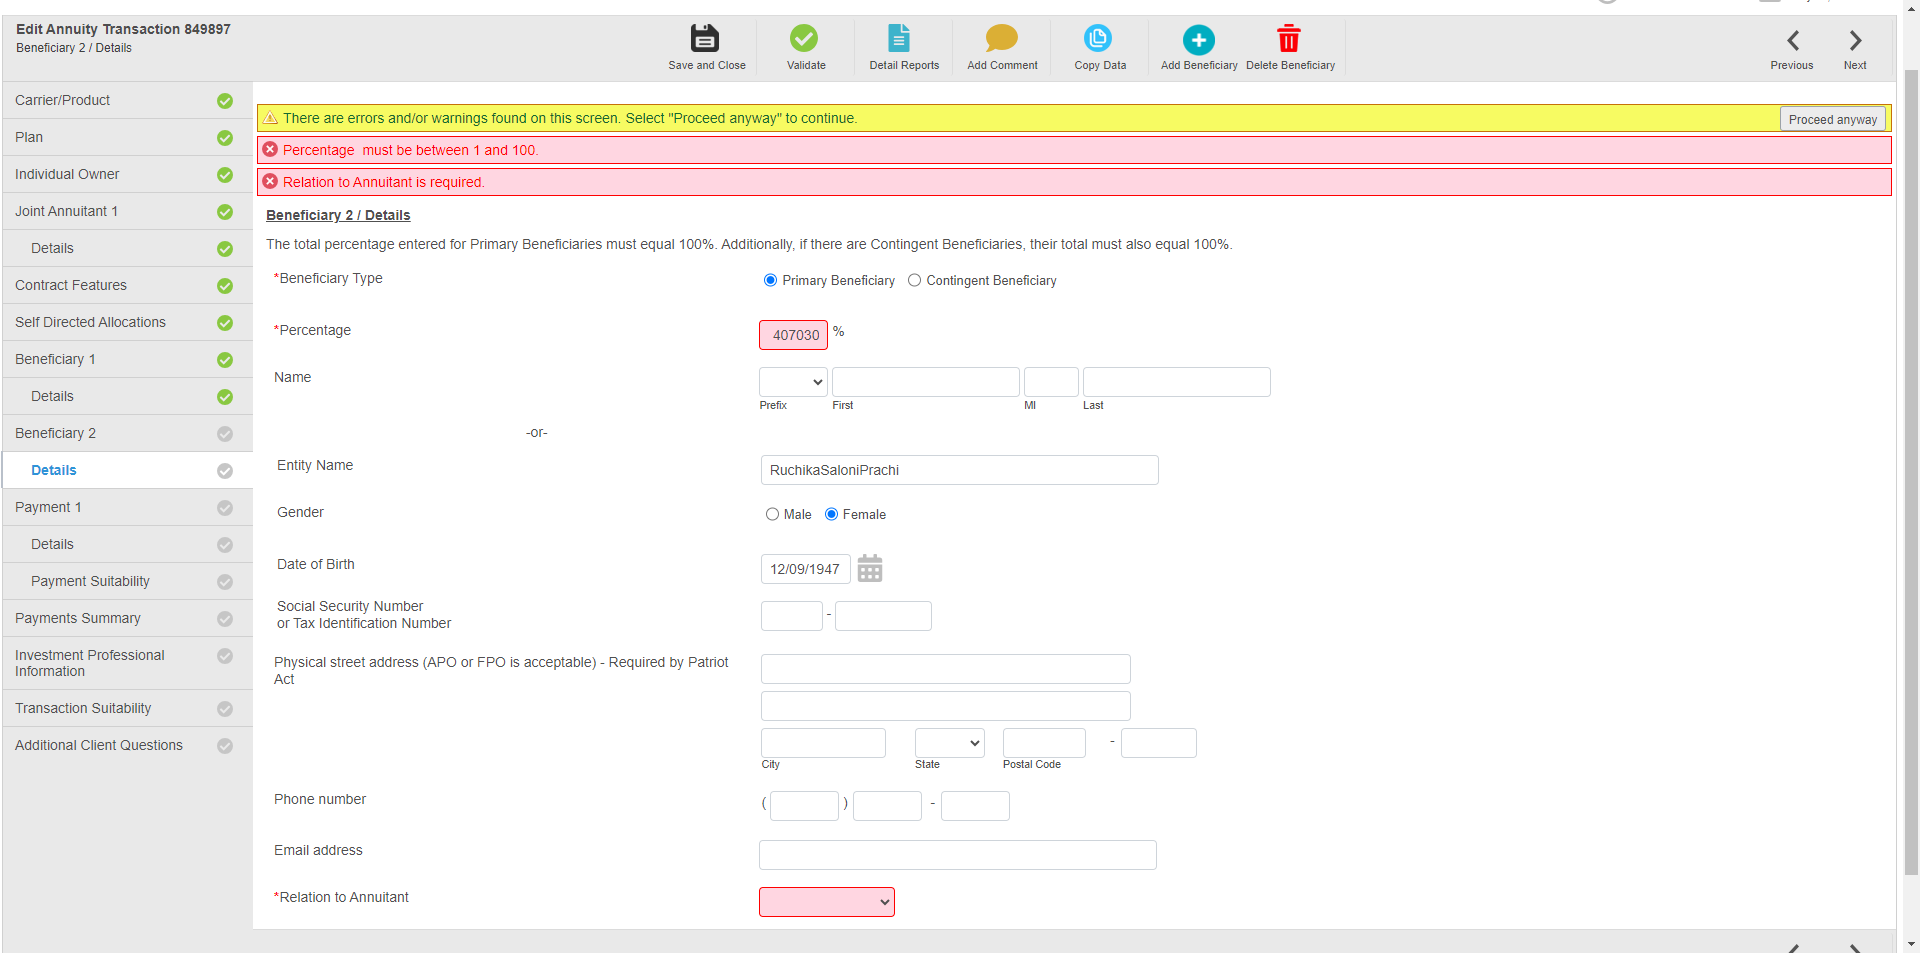 Edit Annuity Transaction 849897
Beneficiary 2 / Details
Save and Close
Validate
Detail Reports
Add Comment
Copy Data
Add Beneficiary
Delete Beneficiary
Previous
Next
Carrier/Product
Plan
Individual Owner
Joint Annuitant 1
Details
Contract Features
Self Directed Allocations
Beneficiary 1
Details
Beneficiary 2
Details
Payment 1
Details
Payment Suitability
Payments Summary
Investment Professional
Information
Transaction Suitability
Additional Client Questions
There are errors and/or warnings found on this screen. Select "Proceed anyway" to continue.
Proceed anyway
Percentage  must be between 1 and 100.
Relation to Annuitant is required.
Beneficiary 2 / Details
The total percentage entered for Primary Beneficiaries must equal 100%. Additionally, if there are Contingent Beneficiaries, their total must also equal 100%.
*Beneficiary Type
Primary Beneficiary
Contingent Beneficiary
*Percentage
407030 %
Name
Prefix
First
MI
Last
-or-
Entity Name
RuchikaSaloniPrachi
Gender
Male
Female
Date of Birth
12/09/1947
Social Security Number
or Tax Identification Number
-
Physical street address (APO or FPO is acceptable) - Required by Patriot
Act
-
City
State
Postal Code
Phone number
( ) -
Email address
*Relation to Annuitant